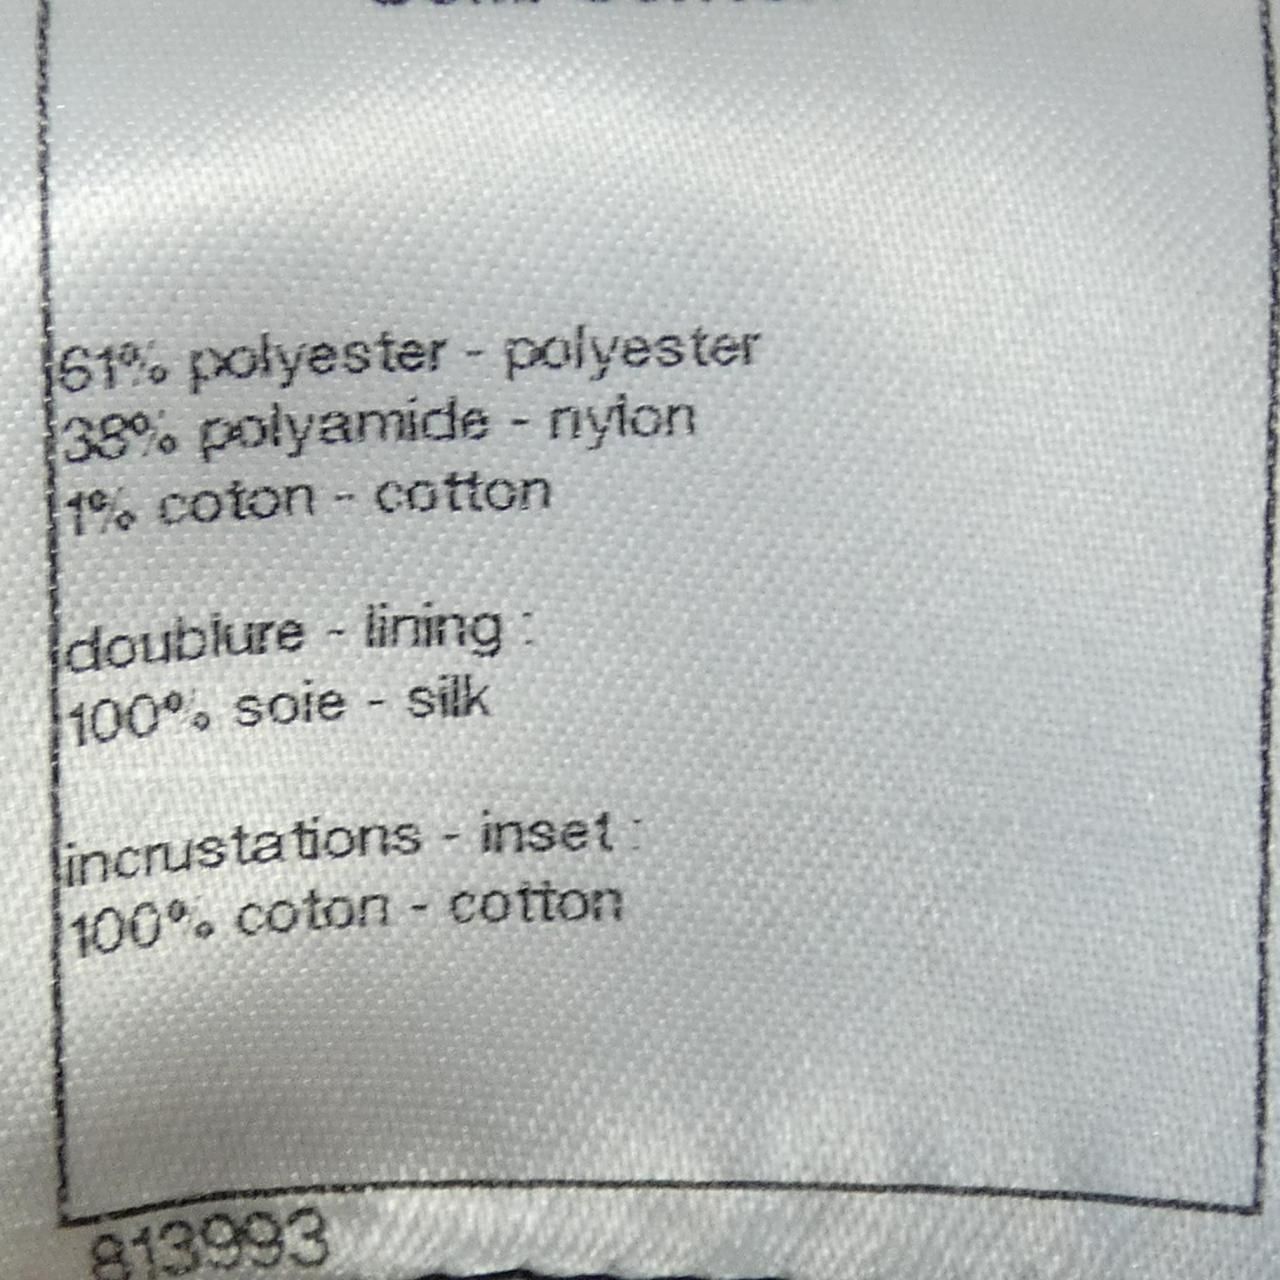 61% polyester - polyester
38% polyamide - nylon
1% coton - cotton
doublure - lining :
100% soie - silk
incrustations - inset :
100% coton - cotton
813993